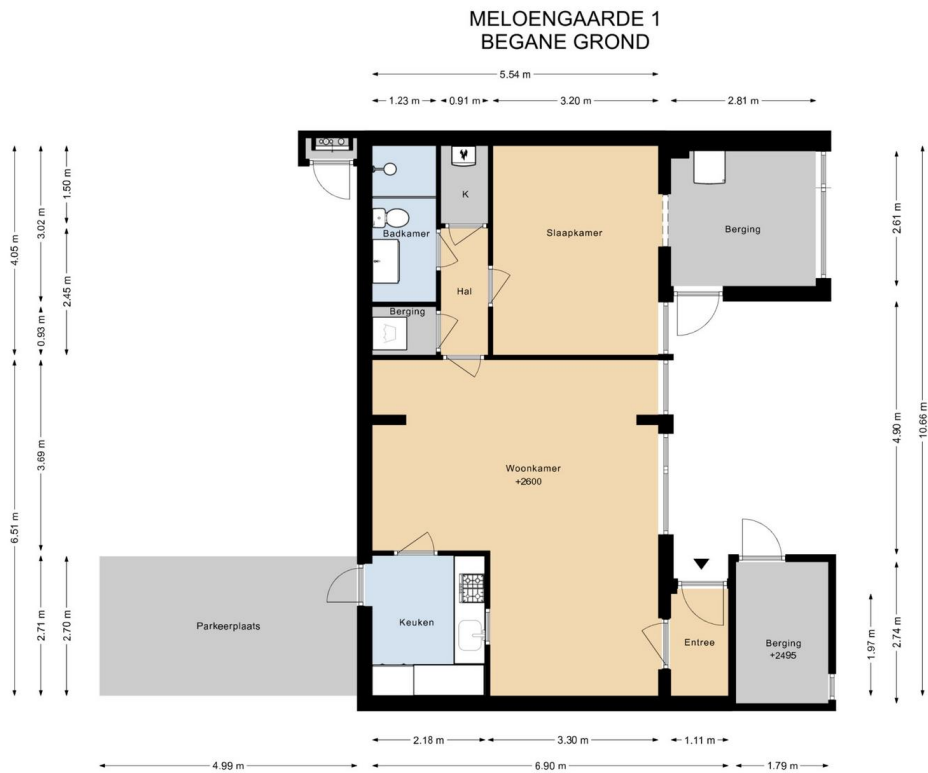 MELOENGAARDE 1
BEGANE GROND
5.54 m
1.23 m
0.91 m
3.20 m
2.81 m
4.05 m
3.02 m
1.50 m
2.45 m
0.93 m
6.51 m
3.69 m
2.71 m
2.70 m
2.61 m
4.90 m
10.66 m
1.97 m
2.74 m
K
Badkamer
Slaapkamer
Berging
Hal
Berging
Woonkamer
+2600
Parkeerplaats
Keuken
Entree
Berging
+2495
2.18 m
3.30 m
1.11 m
4.99 m
6.90 m
1.79 m